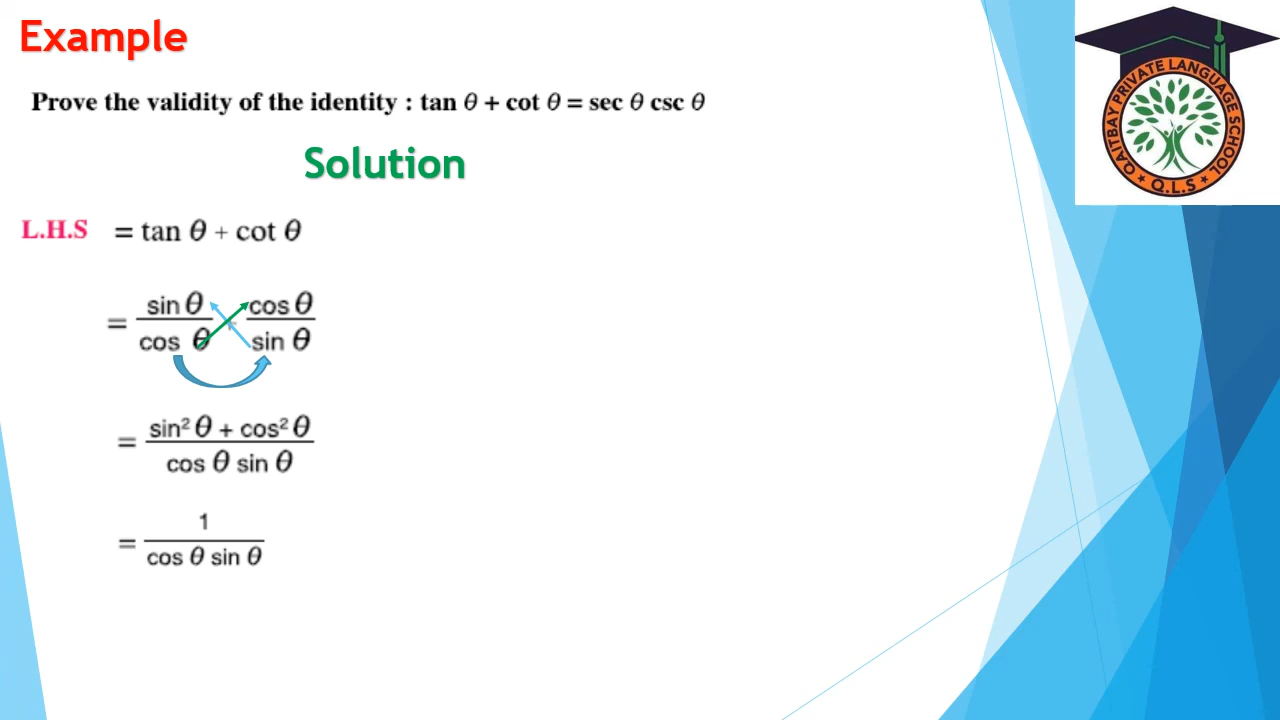 Example
QAITBAY PRIVATE LANGUAGE SCHOOL
★ Q.L.S ★
Prove the validity of the identity : tan θ + cot θ = sec θ csc θ
Solution
L.H.S = tan θ + cot θ
= sin θ / cos θ + cos θ / sin θ
= sin² θ + cos² θ / cos θ sin θ
= 1 / cos θ sin θ